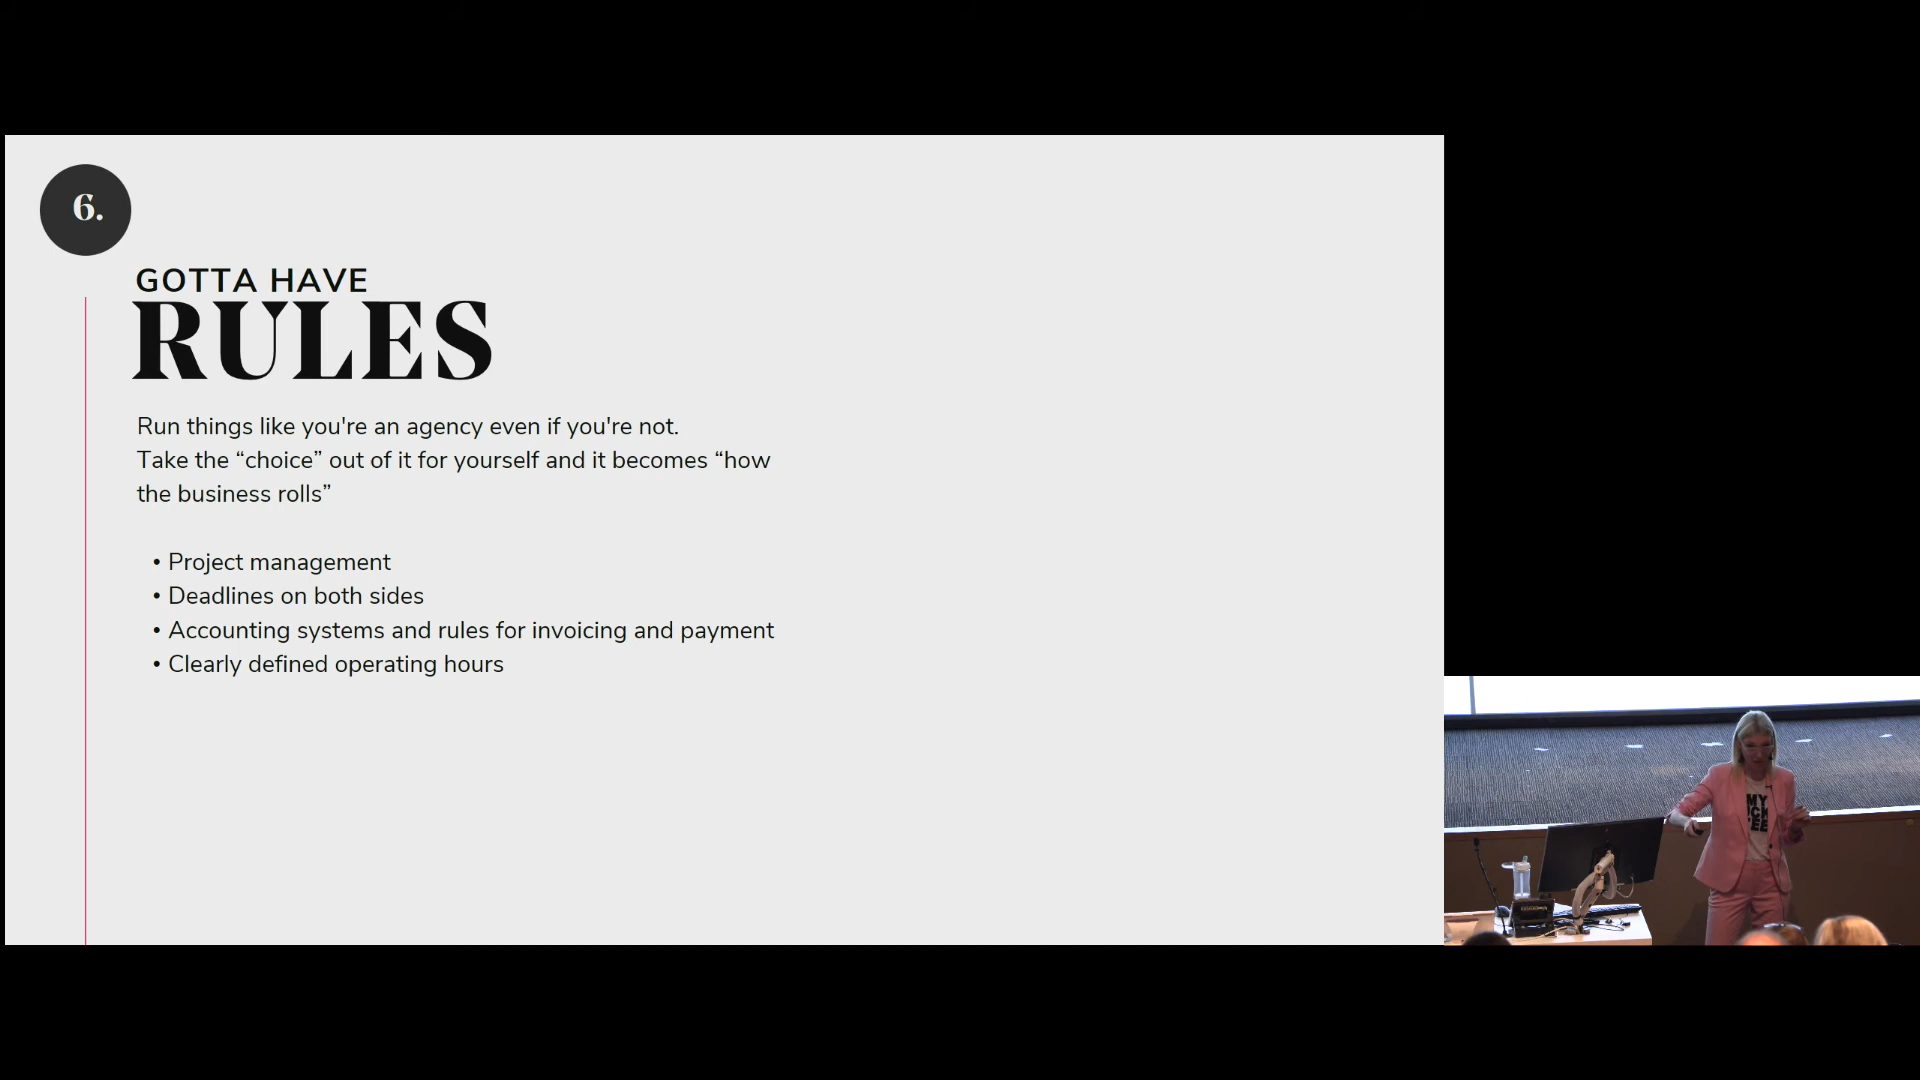 6.
GOTTA HAVE
RULES
Run things like you're an agency even if you're not.
Take the “choice” out of it for yourself and it becomes “how
the business rolls”
• Project management
• Deadlines on both sides
• Accounting systems and rules for invoicing and payment
• Clearly defined operating hours
MY